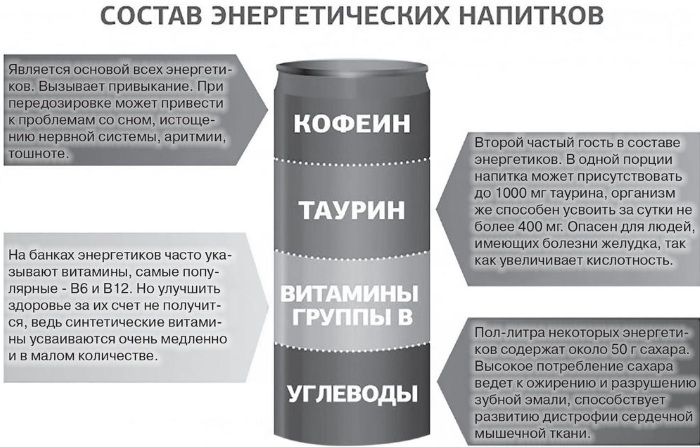 СОСТАВ ЭНЕРГЕТИЧЕСКИХ НАПИТКОВ
Является основой всех энергети-
ков. Вызывает привыкание. При
передозировке может привести
к проблемам со сном, истоще-
нию нервной системы, аритмии,
тошноте.
КОФЕИН
Второй частый гость в составе
энергетиков. В одной порции
напитка может присутствовать
до 1000 мг таурина, организм
же способен усвоить за сутки не
более 400 мг. Опасен для людей,
имеющих болезни желудка, так
как увеличивает кислотность.
ТАУРИН
На банках энергетиков часто ука-
зывают витамины, самые попу-
лярные - В6 и В12. Но улучшить
здоровье за их счет не получит-
ся, ведь синтетические витами-
ны усваиваются очень медленно
и в малом количестве.
ВИТАМИНЫ
ГРУППЫ В
Пол-литра некоторых энергети-
ков содержат около 50 г сахара.
Высокое потребление сахара
ведет к ожирению и разрушению
зубной эмали, способствует
развитию дистрофии сердечной
мышечной ткани.
УГЛЕВОДЫ